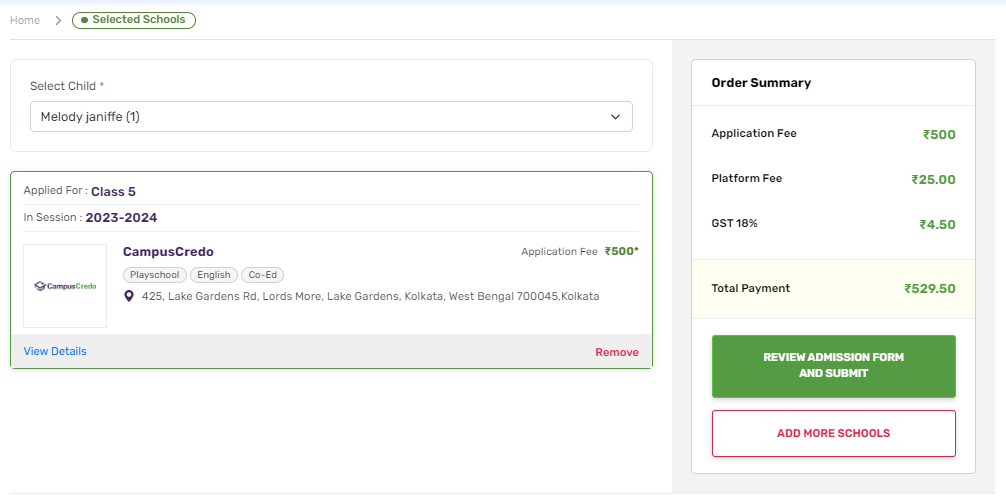 Home > Selected Schools
Select Child *
Melody janiffe (1)
Applied For : Class 5
In Session : 2023-2024
CampusCredo
CampusCredo
Application Fee ₹500*
Playschool English Co-Ed
425, Lake Gardens Rd, Lords More, Lake Gardens, Kolkata, West Bengal 700045,Kolkata
View Details
Remove
Order Summary
Application Fee ₹500
Platform Fee ₹25.00
GST 18% ₹4.50
Total Payment ₹529.50
REVIEW ADMISSION FORM
AND SUBMIT
ADD MORE SCHOOLS